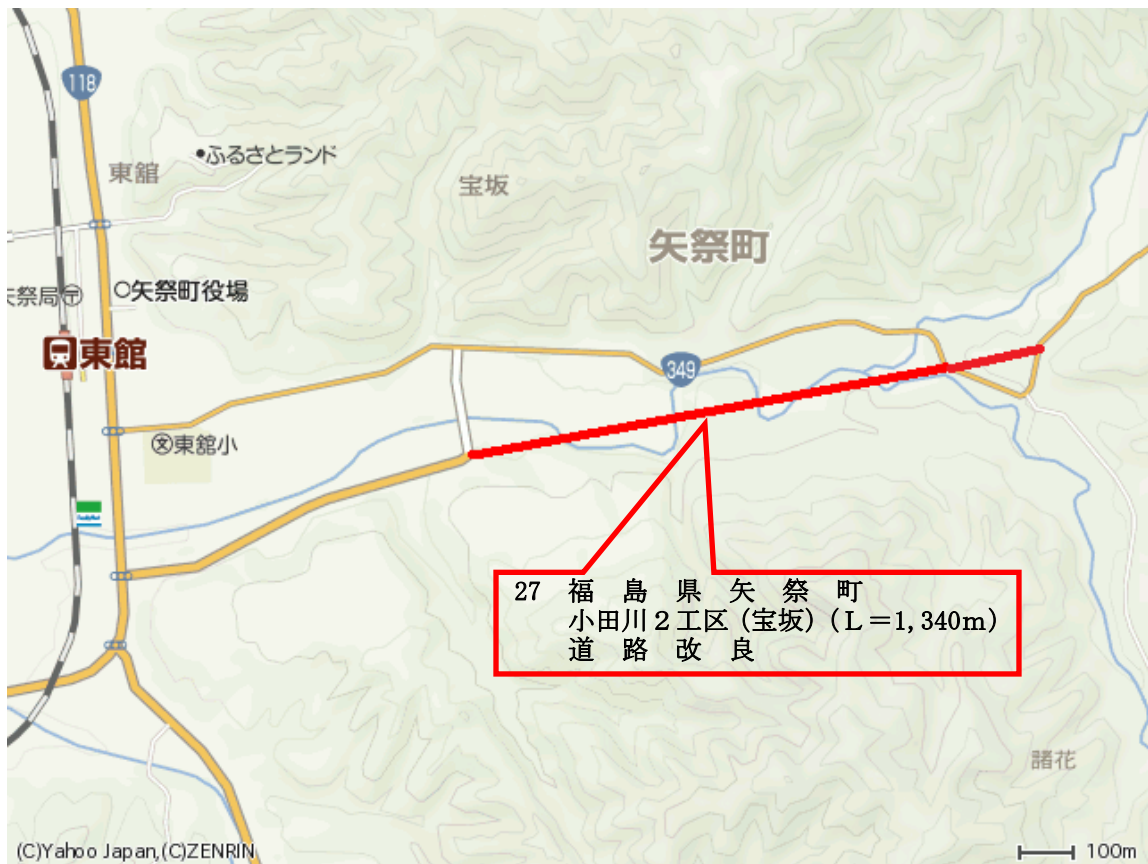 118
ふるさとランド
東舘
宝坂
矢祭町
矢祭町役場
矢祭局
東館
349
東舘小
FamilyMart
27 福島県矢祭町
小田川2工区(宝坂)(L=1,340m)
道路改良
諸花
(C)Yahoo Japan,(C)ZENRIN
100m